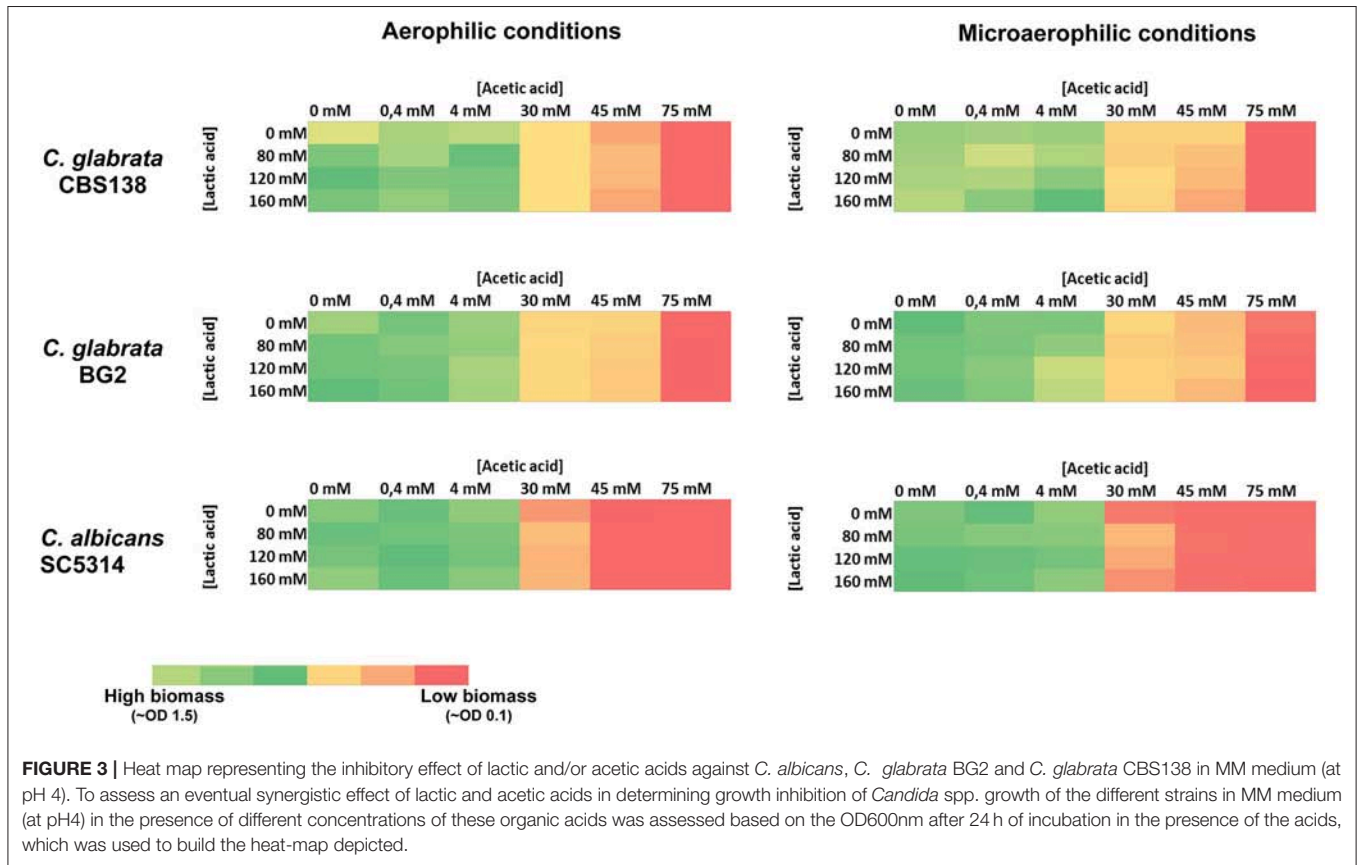 Aerophilic conditions
Microaerophilic conditions
[Acetic acid]
0 mM 0,4 mM 4 mM 30 mM 45 mM 75 mM
C. glabrata
CBS138
[Lactic acid]
0 mM
80 mM
120 mM
160 mM
[Acetic acid]
0 mM 0,4 mM 4 mM 30 mM 45 mM 75 mM
[Lactic acid]
0 mM
80 mM
120 mM
160 mM
[Acetic acid]
0 mM 0,4 mM 4 mM 30 mM 45 mM 75 mM
C. glabrata
BG2
[Lactic acid]
0 mM
80 mM
120 mM
160 mM
[Acetic acid]
0 mM 0,4 mM 4 mM 30 mM 45 mM 75 mM
[Lactic acid]
0 mM
80 mM
120 mM
160 mM
[Acetic acid]
0 mM 0,4 mM 4 mM 30 mM 45 mM 75 mM
C. albicans
SC5314
[Lactic acid]
0 mM
80 mM
120 mM
160 mM
[Acetic acid]
0 mM 0,4 mM 4 mM 30 mM 45 mM 75 mM
[Lactic acid]
0 mM
80 mM
120 mM
160 mM
High biomass
(~OD 1.5)
Low biomass
(~OD 0.1)
FIGURE 3 | Heat map representing the inhibitory effect of lactic and/or acetic acids against C. albicans, C. glabrata BG2 and C. glabrata CBS138 in MM medium (at
pH 4). To assess an eventual synergistic effect of lactic and acetic acids in determining growth inhibition of Candida spp. growth of the different strains in MM medium
(at pH4) in the presence of different concentrations of these organic acids was assessed based on the OD600nm after 24 h of incubation in the presence of the acids,
which was used to build the heat-map depicted.